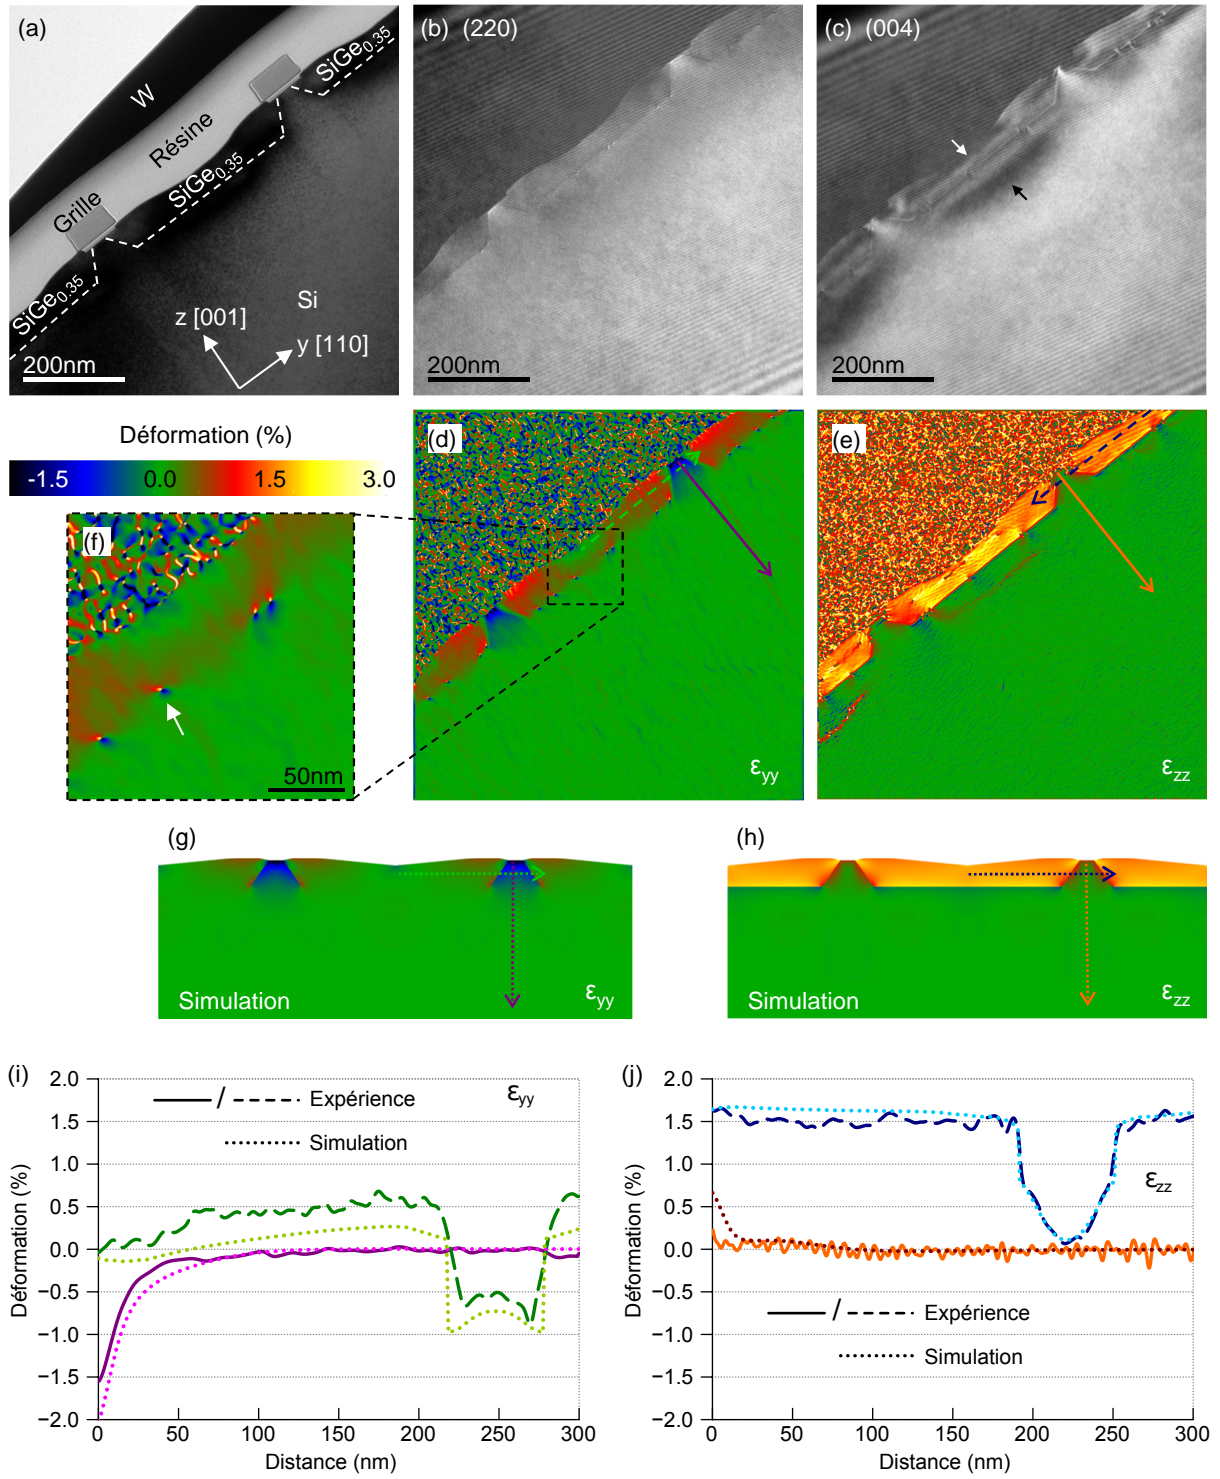 (a)
W
Résine
Grille
SiGe0.35
SiGe0.35
SiGe0.35
Si
z [001]
y [110]
200nm
(b) (220)
200nm
(c) (004)
200nm
Déformation (%)
-1.5 0.0 1.5 3.0
(d)
εyy
(e)
εzz
(f)
50nm
(g)
Simulation εyy
(h)
Simulation εzz
(i)
2.0
1.5
1.0
0.5
0.0
−0.5
−1.0
−1.5
−2.0
Déformation (%)
/ Expérience
Simulation
εyy
0 50 100 150 200 250 300
Distance (nm)
(j)
2.0
1.5
1.0
0.5
0.0
−0.5
−1.0
−1.5
−2.0
Déformation (%)
εzz
/ Expérience
Simulation
0 50 100 150 200 250 300
Distance (nm)